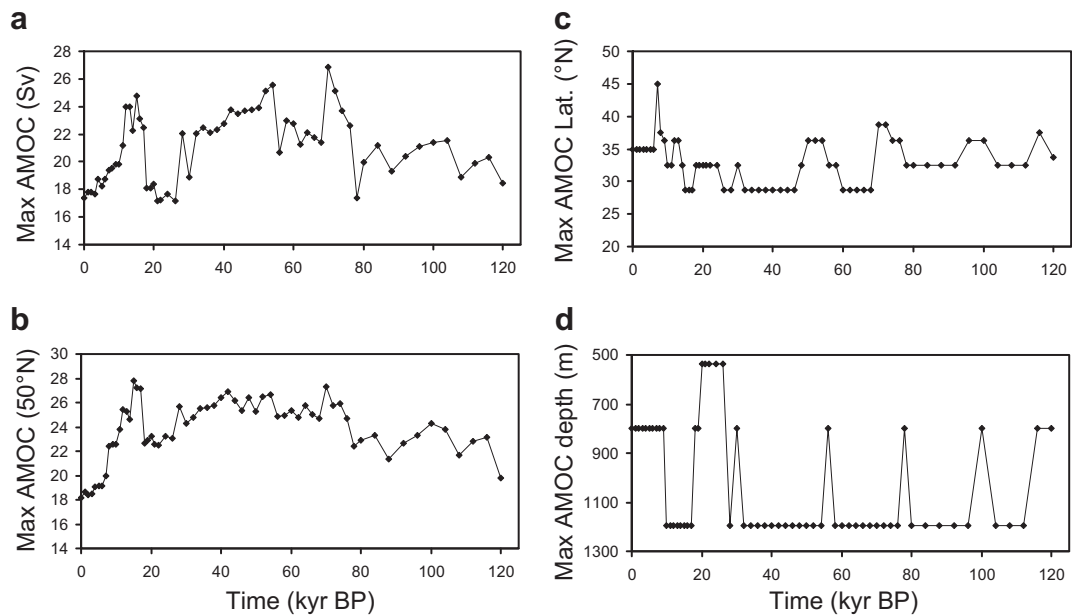 a
Max AMOC (Sv)
28
26
24
22
20
18
16
14
0 20 40 60 80 100 120
b
Max AMOC (50°N)
30
28
26
24
22
20
18
16
14
12
0 20 40 60 80 100 120
Time (kyr BP)
c
Max AMOC Lat. (°N)
50
45
40
35
30
25
20
0 20 40 60 80 100 120
d
Max AMOC depth (m)
500
700
900
1100
1300
0 20 40 60 80 100 120
Time (kyr BP)